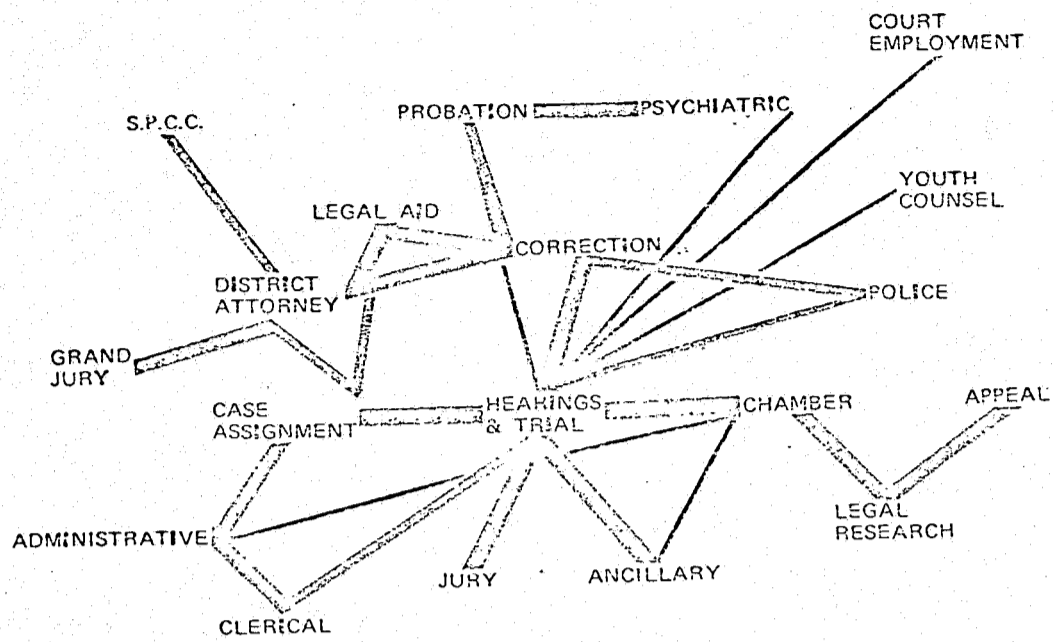 COURT
EMPLOYMENT
PROBATION
PSYCHIATRIC
S.P.C.C.
YOUTH
COUNSEL
LEGAL AID
CORRECTION
DISTRICT
ATTORNEY
POLICE
GRAND
JURY
CASE
ASSIGNMENT
HEARINGS
& TRIAL
CHAMBER
APPEAL
LEGAL
RESEARCH
ADMINISTRATIVE
JURY
ANCILLARY
CLERICAL